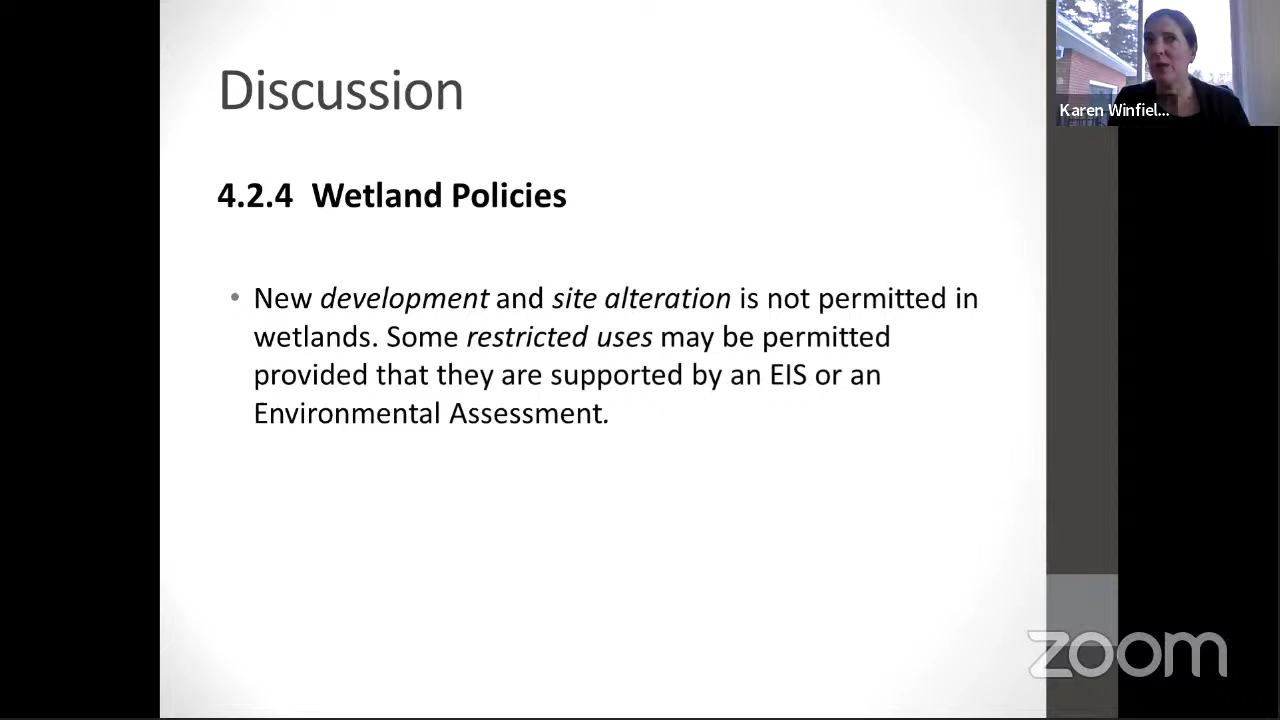 Discussion
4.2.4 Wetland Policies
• New development and site alteration is not permitted in
wetlands. Some restricted uses may be permitted
provided that they are supported by an EIS or an
Environmental Assessment.
Karen Winfiel...
zoom